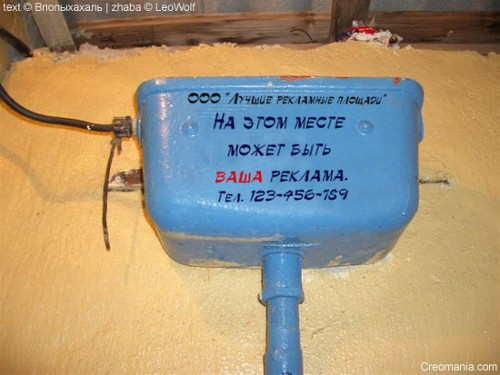 text © Впопыхахаль | zhaba © LeoWolf
ООО "Лучшие рекламные площади"
На этом месте
может быть
ВАША реклама.
Тел. 123-456-789
Creomania.com